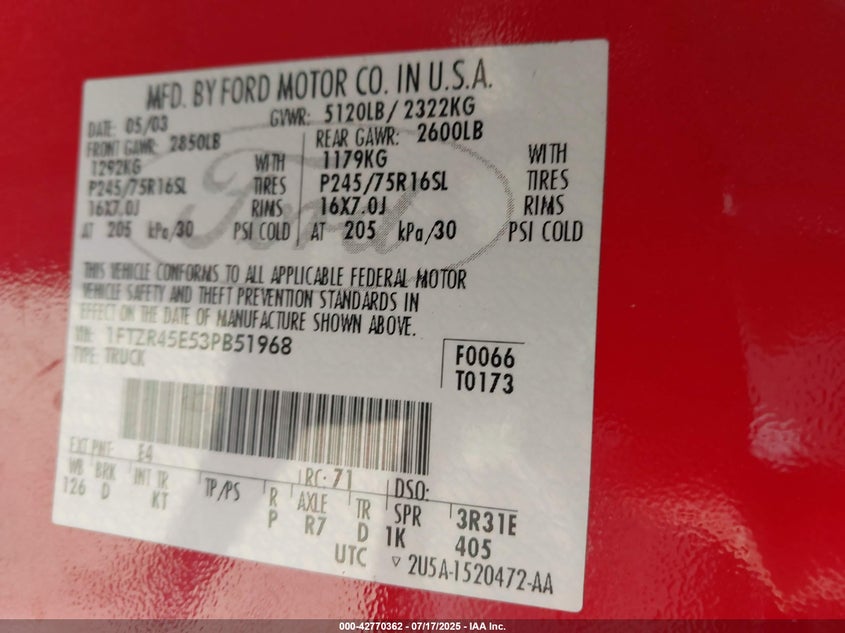 MFD. BY FORD MOTOR CO. IN U.S.A.
DATE: 05/03 GVWR: 5120LB/ 2322KG
FRONT GAWR: 2850LB REAR GAWR: 2600LB
1292KG WITH 1179KG WITH
P245/75R16SL TIRES P245/75R16SL TIRES
16X7.0J RIMS 16X7.0J RIMS
AT 205 kPa/30 PSI COLD AT 205 kPa/30 PSI COLD
Ford
THIS VEHICLE CONFORMS TO ALL APPLICABLE FEDERAL MOTOR
VEHICLE SAFETY AND THEFT PREVENTION STANDARDS IN
EFFECT ON THE DATE OF MANUFACTURE SHOWN ABOVE.
VIN: 1FTZR45E53PB51968
TYPE: TRUCK
F0066
T0173
EXT PNT: E4 RC: 71 DSO:
WB BRK INT TR TP/PS R AXLE TR SPR 3R31E
126 D KT P R7 D 1K 405
UTC ▽ 2U5A-1520472-AA
000-42770362 - 07/17/2025 - IAA Inc.